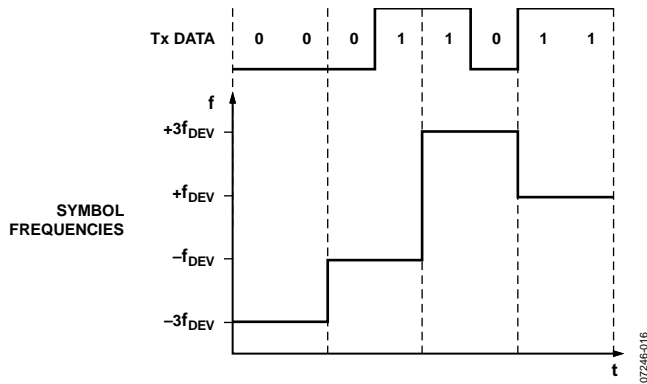 Tx DATA 0 0 0 1 1 0 1 1
f
+3fDEV
+fDEV
SYMBOL
FREQUENCIES
–fDEV
–3fDEV
t
07246-016